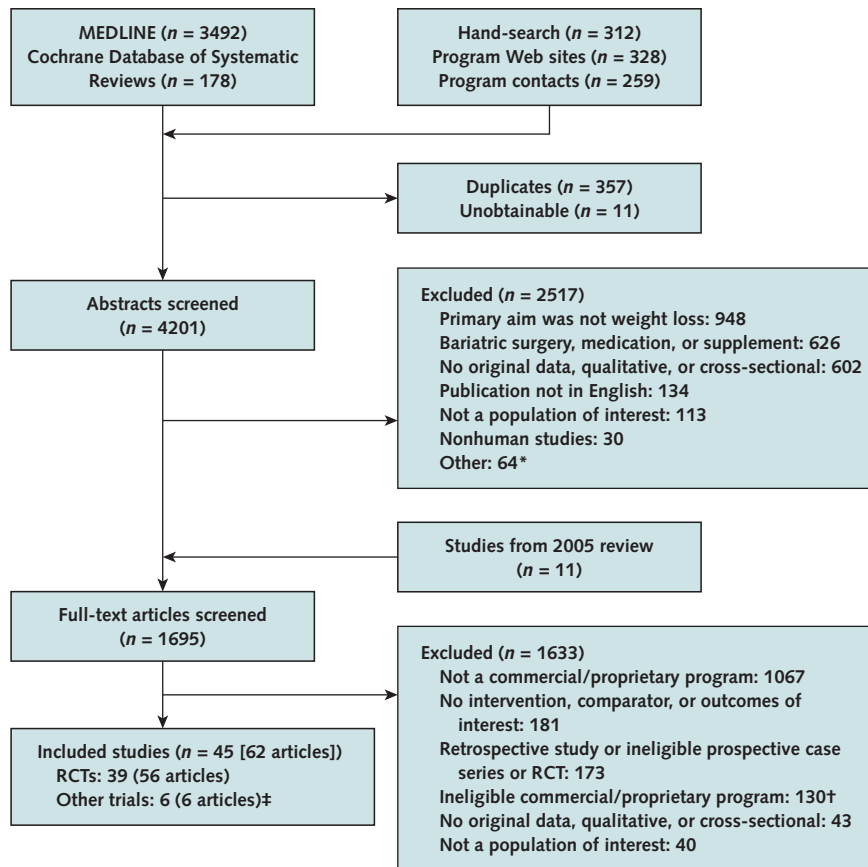 MEDLINE (n = 3492)
Cochrane Database of Systematic
Reviews (n = 178)
Hand-search (n = 312)
Program Web sites (n = 328)
Program contacts (n = 259)
Duplicates (n = 357)
Unobtainable (n = 11)
Abstracts screened
(n = 4201)
Excluded (n = 2517)
Primary aim was not weight loss: 948
Bariatric surgery, medication, or supplement: 626
No original data, qualitative, or cross-sectional: 602
Publication not in English: 134
Not a population of interest: 113
Nonhuman studies: 30
Other: 64*
Studies from 2005 review
(n = 11)
Full-text articles screened
(n = 1695)
Excluded (n = 1633)
Not a commercial/proprietary program: 1067
No intervention, comparator, or outcomes of
interest: 181
Retrospective study or ineligible prospective case
series or RCT: 173
Ineligible commercial/proprietary program: 130†
No original data, qualitative, or cross-sectional: 43
Not a population of interest: 40
Included studies (n = 45 [62 articles])
RCTs: 39 (56 articles)
Other trials: 6 (6 articles)‡